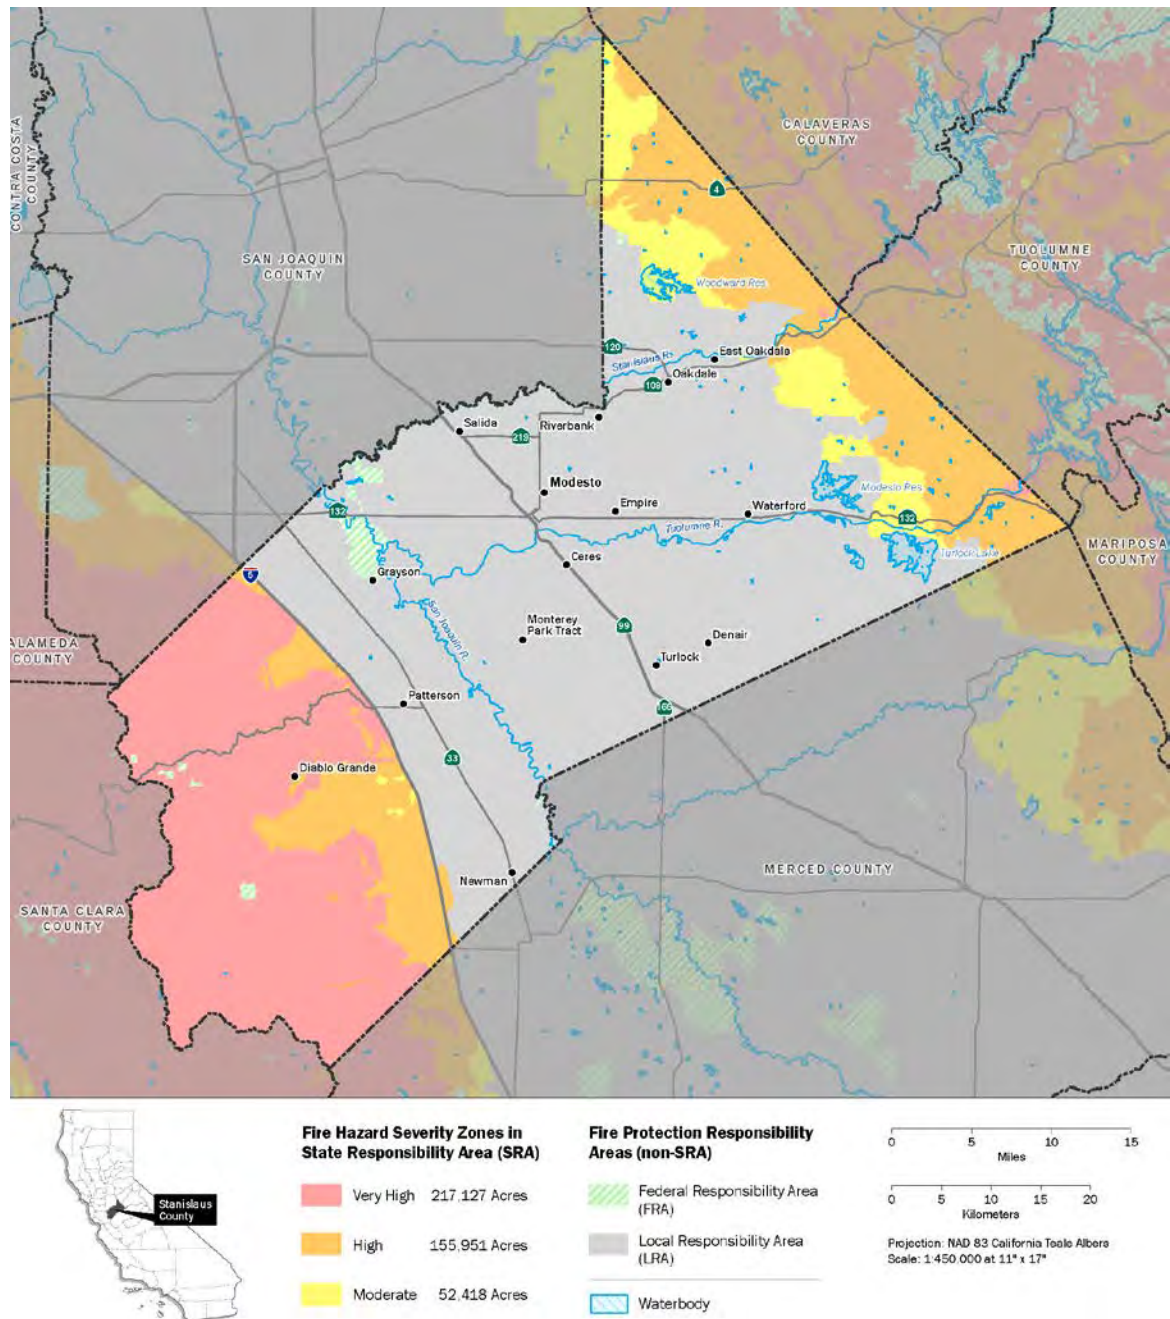 CALAVERAS
COUNTY
CONTRA COSTA
COUNTY
4
TUOLUMNE
COUNTY
SAN JOAQUIN
COUNTY
Woodward Res.
120
Stanislaus R.
East Oakdale
108
Oakdale
Salida
Riverbank
219
Modesto
Modesto Res.
Empire
Waterford
132
132
Tuolumne R.
MARIPOSA
COUNTY
Turlock Lake
Ceres
5
Grayson
San Joaquin R.
Monterey
Park Tract
99
Denair
ALAMEDA
COUNTY
Turlock
Patterson
165
33
Diablo Grande
MERCED COUNTY
Newman
SANTA CLARA
COUNTY
Stanislaus
County
Fire Hazard Severity Zones in
State Responsibility Area (SRA)
Very High 217,127 Acres
High 155,951 Acres
Moderate 52,418 Acres
Fire Protection Responsibility
Areas (non-SRA)
Federal Responsibility Area
(FRA)
Local Responsibility Area
(LRA)
Waterbody
0 5 10 15
Miles
0 5 10 15 20
Kilometers
Projection: NAD 83 California Teale Albers
Scale: 1:450,000 at 11" x 17"